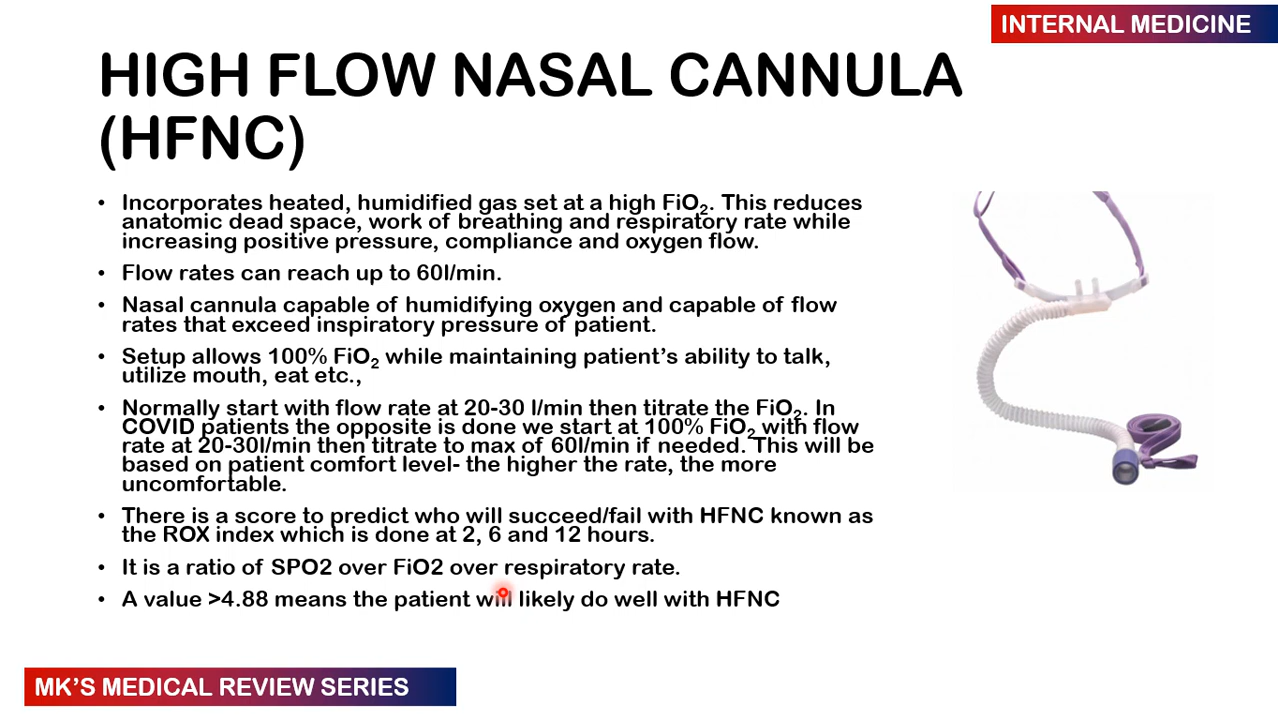 INTERNAL MEDICINE
HIGH FLOW NASAL CANNULA
(HFNC)
• Incorporates heated, humidified gas set at a high FiO₂. This reduces
anatomic dead space, work of breathing and respiratory rate while
increasing positive pressure, compliance and oxygen flow.
• Flow rates can reach up to 60l/min.
• Nasal cannula capable of humidifying oxygen and capable of flow
rates that exceed inspiratory pressure of patient.
• Setup allows 100% FiO₂ while maintaining patient's ability to talk,
utilize mouth, eat etc.,
• Normally start with flow rate at 20-30 l/min then titrate the FiO₂. In
COVID patients the opposite is done we start at 100% FiO₂ with flow
rate at 20-30l/min then titrate to max of 60l/min if needed. This will be
based on patient comfort level- the higher the rate, the more
uncomfortable.
• There is a score to predict who will succeed/fail with HFNC known as
the ROX index which is done at 2, 6 and 12 hours.
• It is a ratio of SPO2 over FiO2 over respiratory rate.
• A value >4.88 means the patient will likely do well with HFNC
MK'S MEDICAL REVIEW SERIES